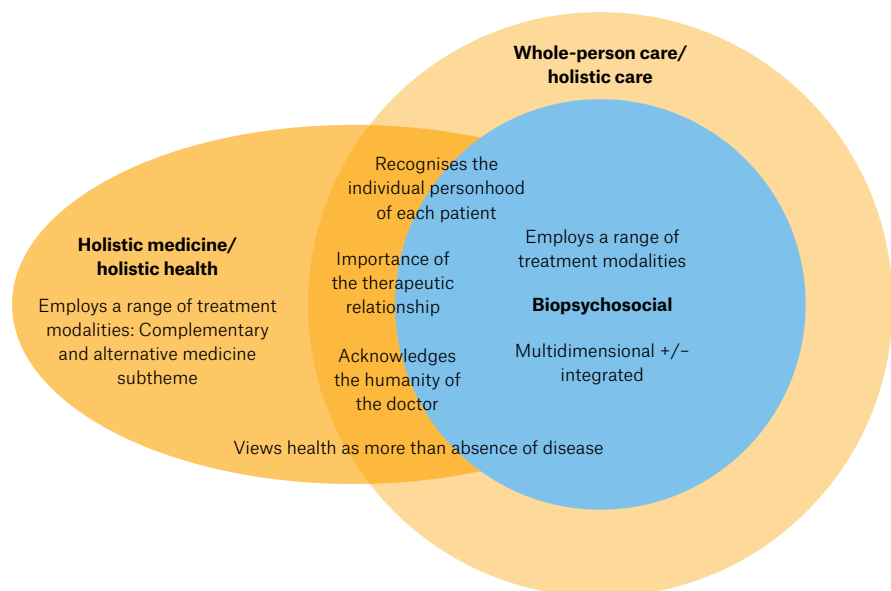 Whole-person care/
holistic care
Recognises the
individual personhood
of each patient
Holistic medicine/
holistic health
Employs a range of treatment
modalities: Complementary
and alternative medicine
subtheme
Importance of
the therapeutic
relationship
Employs a range of
treatment modalities
Biopsychosocial
Multidimensional +/–
integrated
Acknowledges
the humanity of
the doctor
Views health as more than absence of disease